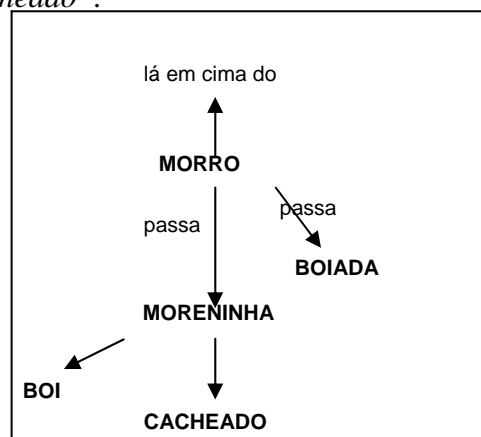 lá em cima do
MORRO
passa
passa
BOIADA
MORENINHA
BOI
CACHEADO